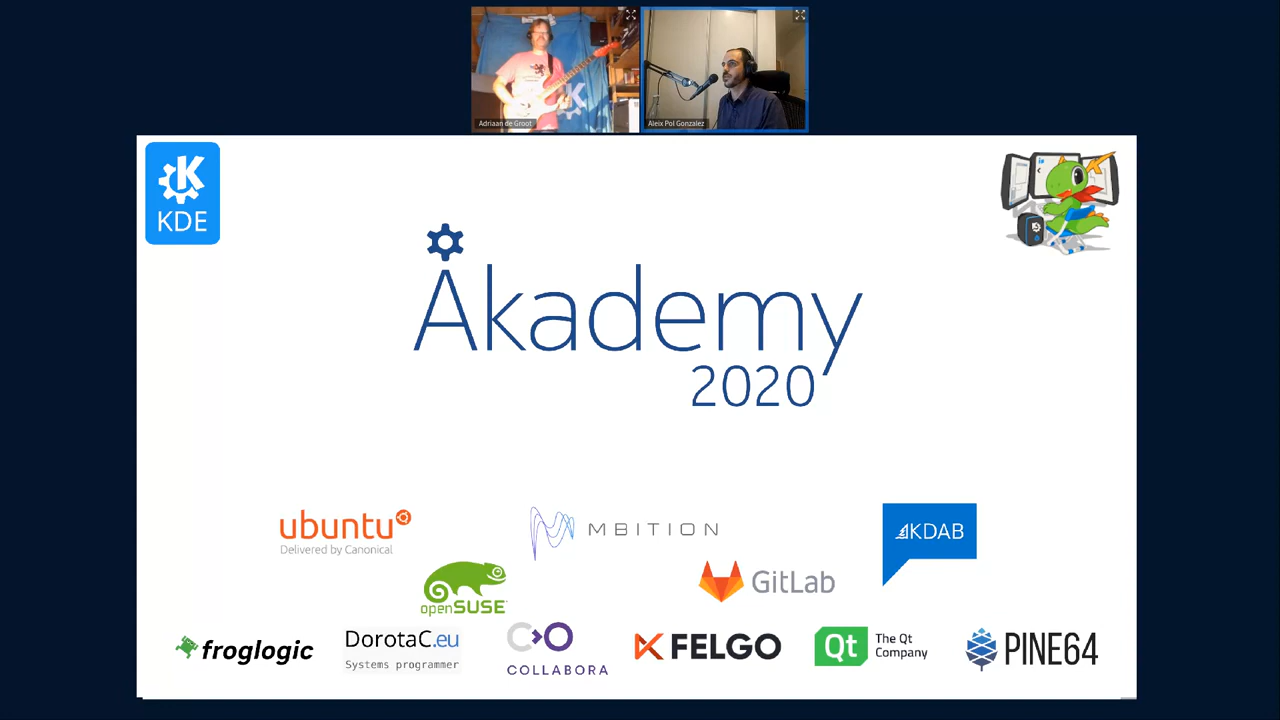 Adriaan de Groot
Aleix Pol Gonzalez
KDE
Akademy
2020
ubuntu
Delivered by Canonical
MBITION
KDAB
openSUSE
GitLab
froglogic
DorotaC.eu
Systems programmer
COLLABORA
FELGO
Qt
The Qt
Company
PINE64